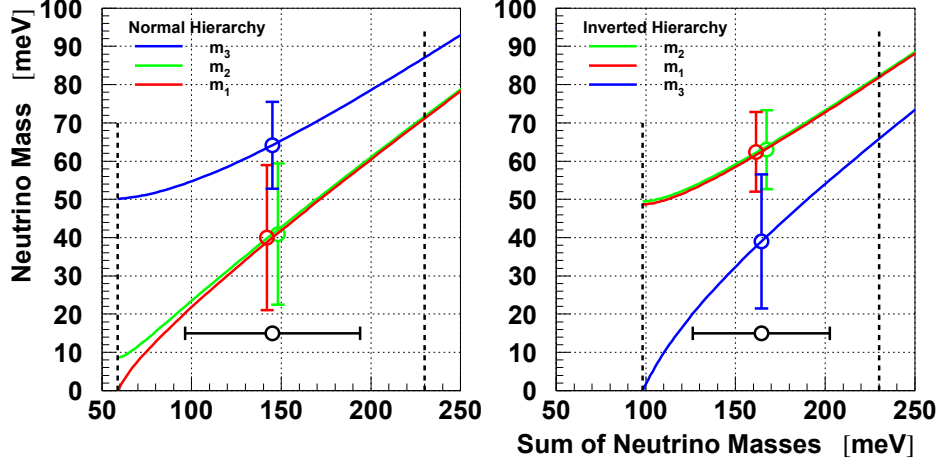 Neutrino Mass [meV]
100
90
80
70
60
50
40
30
20
10
0
Normal Hierarchy
m3
m2
m1
50 100 150 200 250
100
90
80
70
60
50
40
30
20
10
0
Inverted Hierarchy
m2
m1
m3
50 100 150 200 250
Sum of Neutrino Masses [meV]